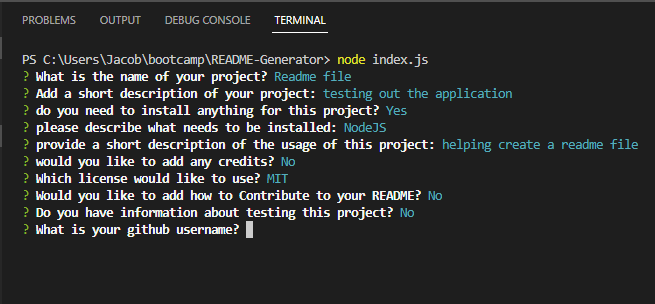 PROBLEMS OUTPUT DEBUG CONSOLE TERMINAL
PS C:\Users\Jacob\bootcamp\README-Generator> node index.js
? What is the name of your project? Readme file
? Add a short description of your project: testing out the application
? do you need to install anything for this project? Yes
? please describe what needs to be installed: NodeJS
? provide a short description of the usage of this project: helping create a readme file
? would you like to add any credits? No
? Which license would like to use? MIT
? Would you like to add how to Contribute to your README? No
? Do you have information about testing this project? No
? What is your github username?